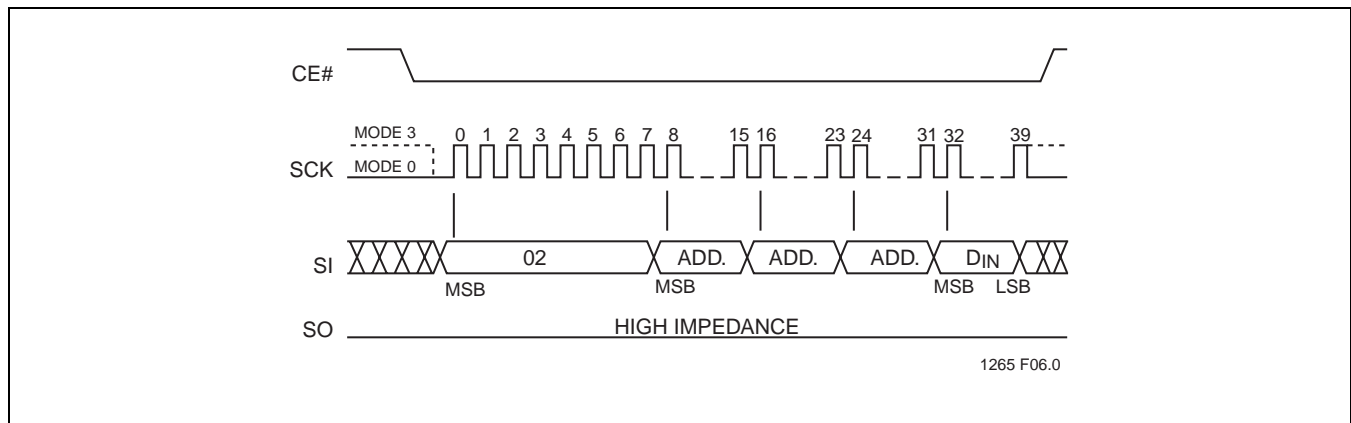 CE#
MODE 3
0 1 2 3 4 5 6 7 8 15 16 23 24 31 32 39
SCK MODE 0
SI 02 ADD. ADD. ADD. DIN
MSB MSB MSB LSB
SO HIGH IMPEDANCE
1265 F06.0